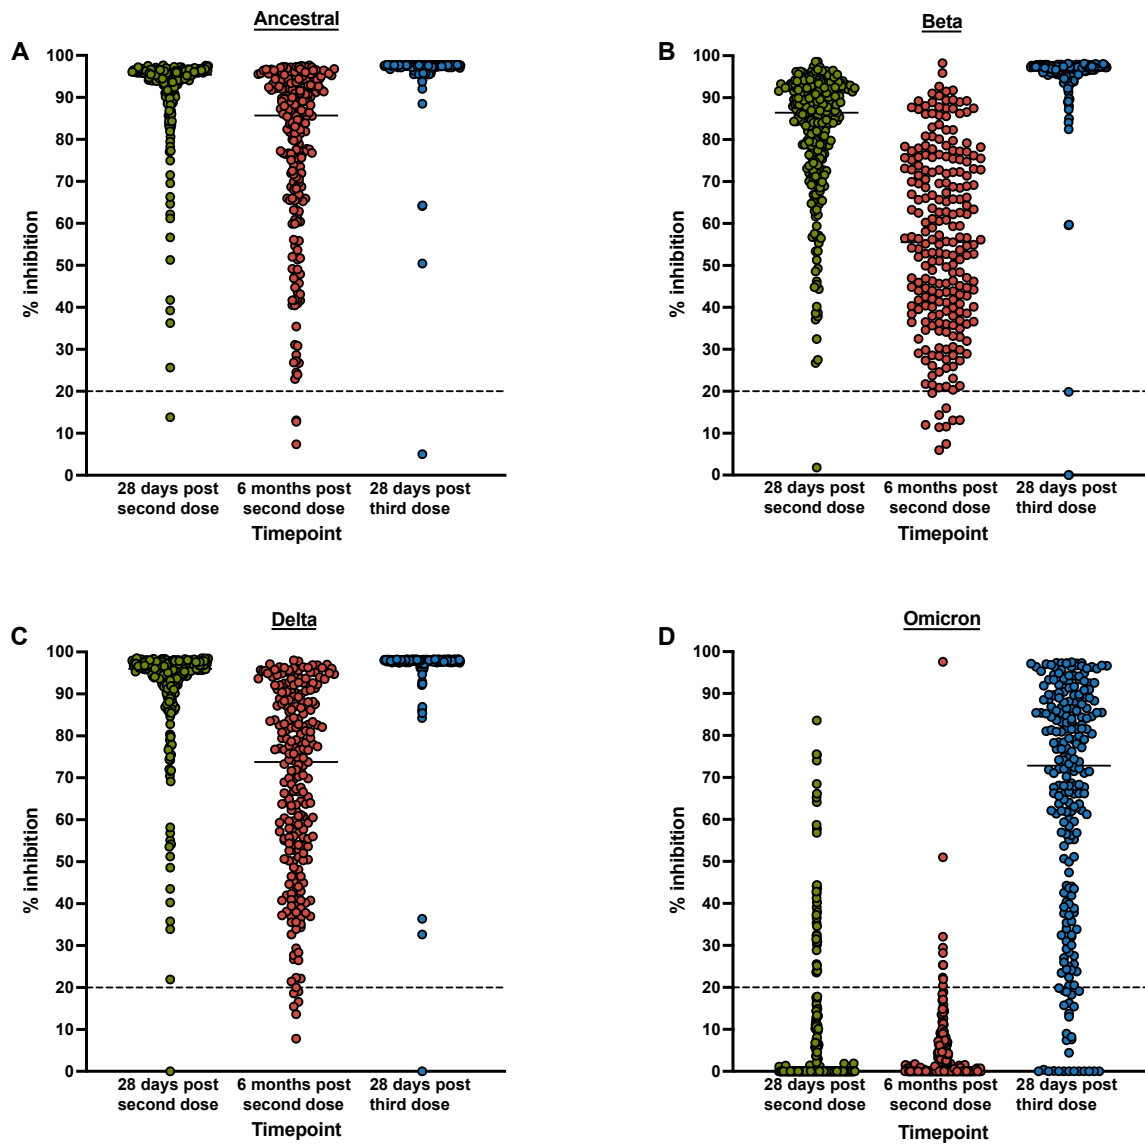 Ancestral
A
100
90
80
70
60
50
40
30
20
10
0
% inhibition
28 days post
second dose
6 months post
second dose
28 days post
third dose
Timepoint
Beta
B
100
90
80
70
60
50
40
30
20
10
0
% inhibition
28 days post
second dose
6 months post
second dose
28 days post
third dose
Timepoint
Delta
C
100
90
80
70
60
50
40
30
20
10
0
% inhibition
28 days post
second dose
6 months post
second dose
28 days post
third dose
Timepoint
Omicron
D
100
90
80
70
60
50
40
30
20
10
0
% inhibition
28 days post
second dose
6 months post
second dose
28 days post
third dose
Timepoint